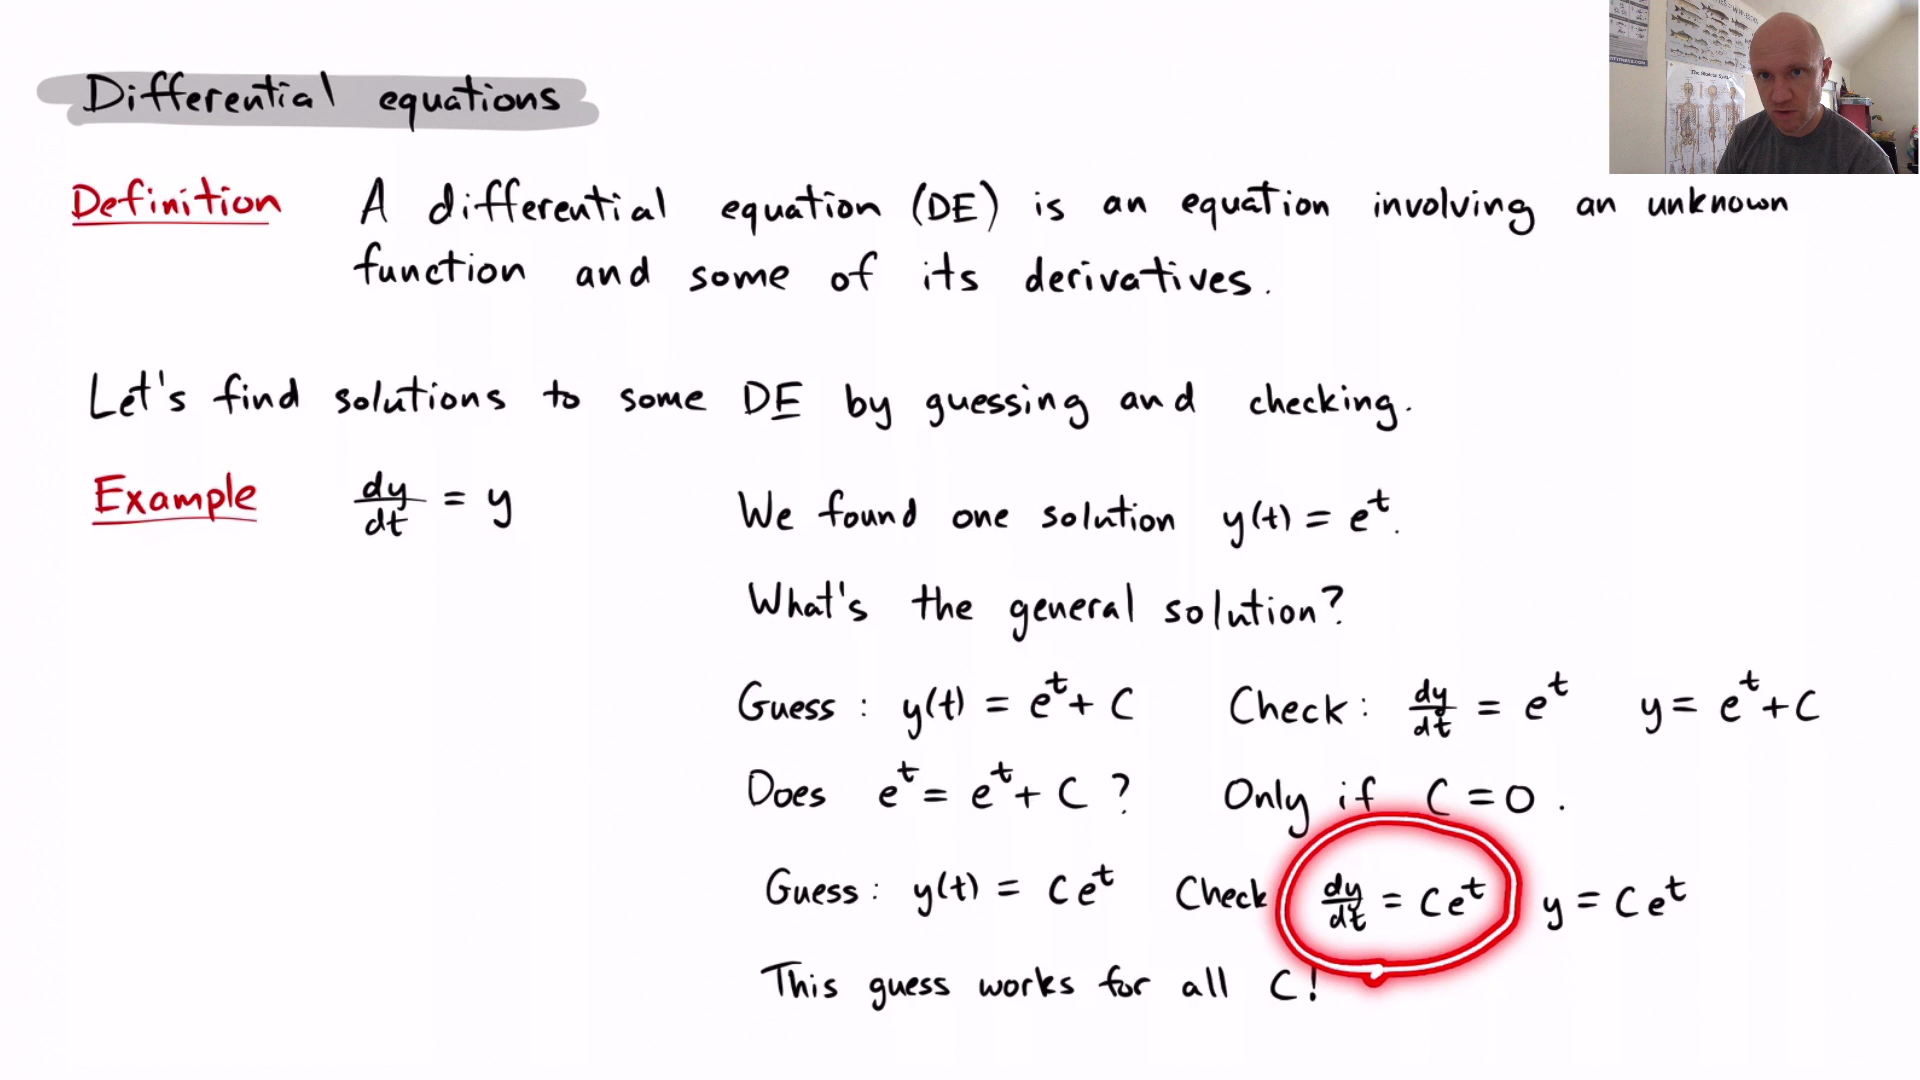 Differential equations
Definition A differential equation (DE) is an equation involving an unknown
function and some of its derivatives.
Let's find solutions to some DE by guessing and checking.
Example dy/dt = y We found one solution y(t) = e^t.
What's the general solution?
Guess: y(t) = e^t + C Check: dy/dt = e^t y = e^t + C
Does e^t = e^t + C ? Only if C = 0.
Guess: y(t) = Ce^t Check dy/dt = Ce^t y = Ce^t
This guess works for all C!